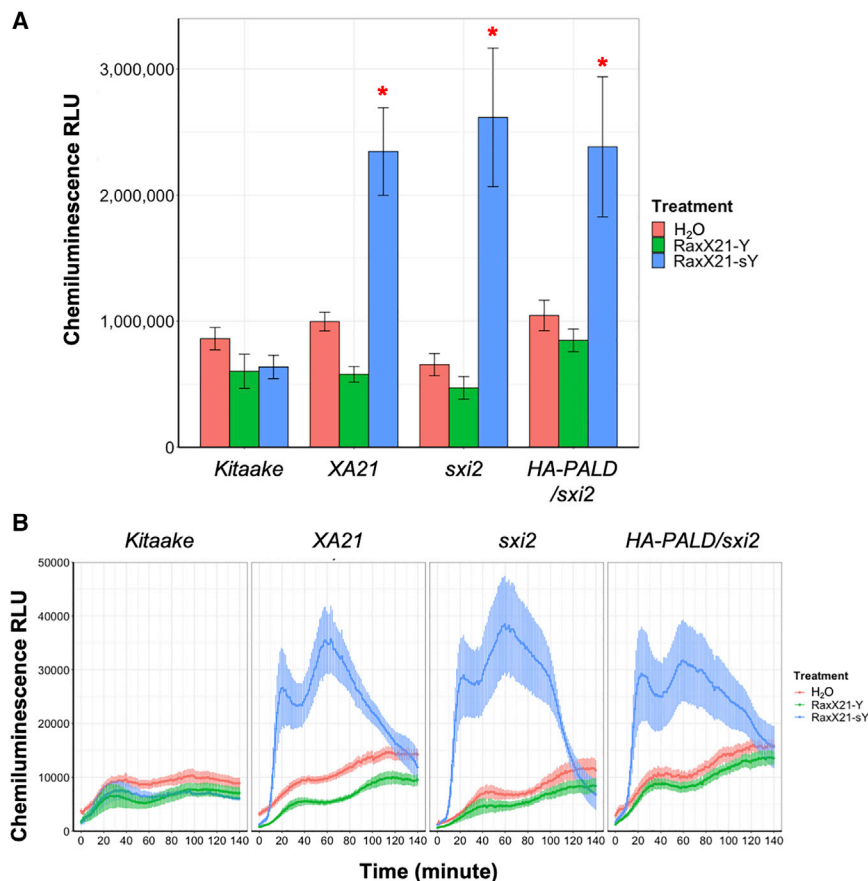 A
Chemiluminescence RLU
3,000,000
2,000,000
1,000,000
0
*
*
*
Kitaake
XA21
sxi2
HA-PALD
/sxi2
Treatment
H₂O
RaxX21-Y
RaxX21-sY
B
Kitaake
XA21
sxi2
HA-PALD/sxi2
Chemiluminescence RLU
50000
40000
30000
20000
10000
0
0 20 40 60 80 100 120 140
0 20 40 60 80 100 120 140
0 20 40 60 80 100 120 140
0 20 40 60 80 100 120 140
Time (minute)
Treatment
H₂O
RaxX21-Y
RaxX21-sY